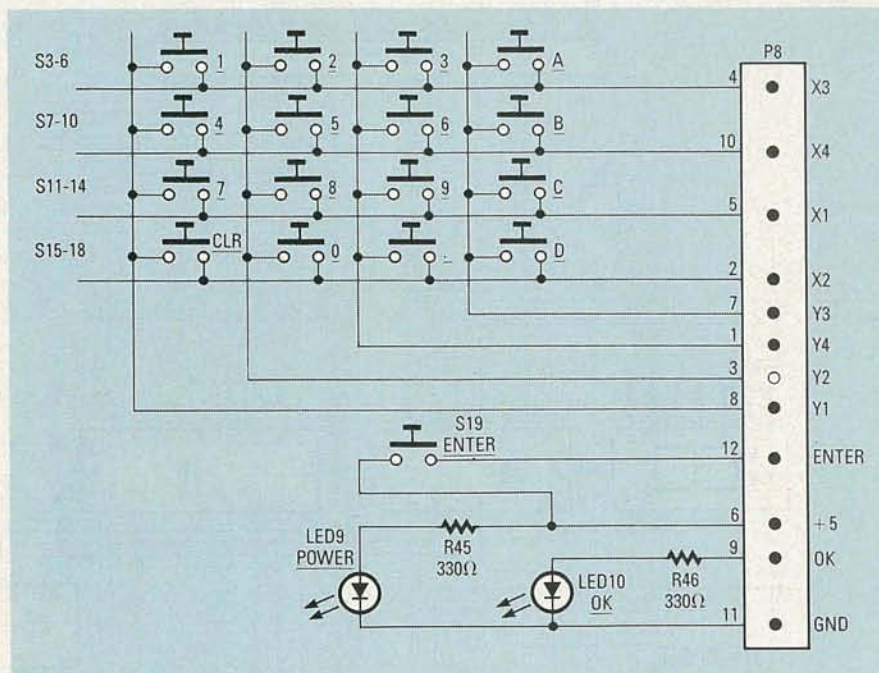 P8
S3-6 1 2 3 A
4 X3
S7-10 4 5 6 B
10 X4
S11-14 7 8 9 C
5 X1
S15-18 CLR 0 . D
2 X2
7 Y3
1 Y4
3 Y2
8 Y1
S19
ENTER
12 ENTER
6 +5
LED9
POWER
R45
330Ω
9 OK
LED10
OK
R46
330Ω
11 GND